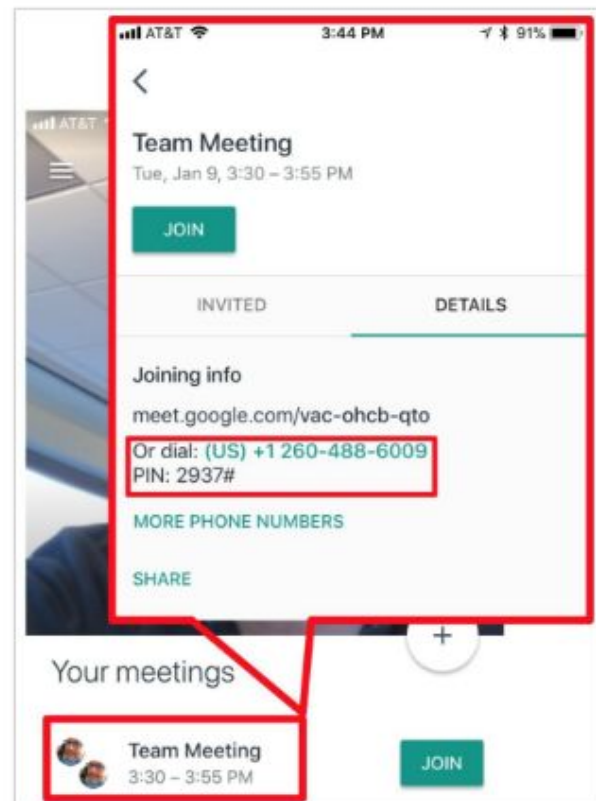 AT&T 3:44 PM 91%
AT&T
Team Meeting
Tue, Jan 9, 3:30 – 3:55 PM
JOIN
INVITED DETAILS
Joining info
meet.google.com/vac-ohcb-qto
Or dial: (US) +1 260-488-6009
PIN: 2937#
MORE PHONE NUMBERS
SHARE
+
Your meetings
Team Meeting JOIN
3:30 – 3:55 PM